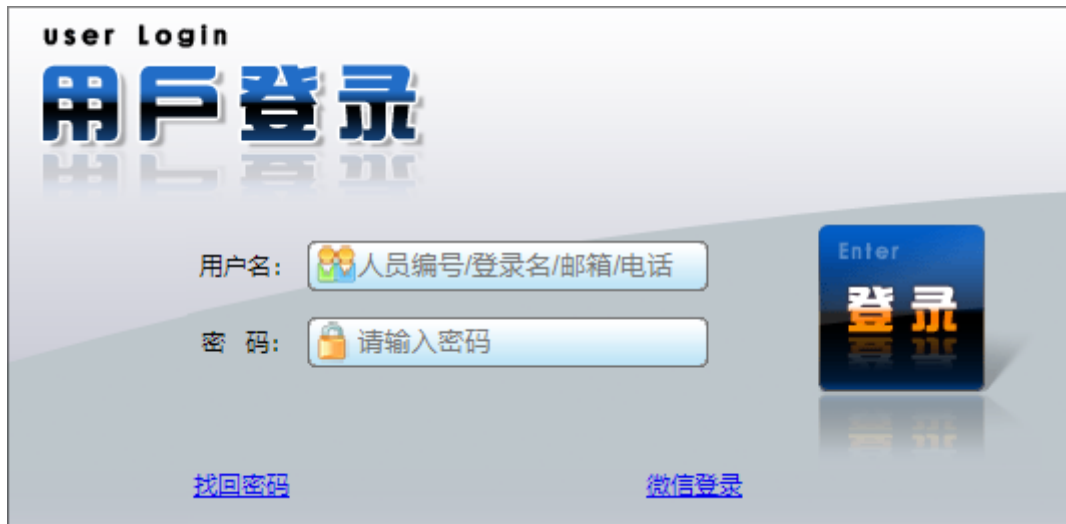 user Login
用戶登录
用户名：
人员编号/登录名/邮箱/电话
Enter
登录
密 码：
请输入密码
找回密码
微信登录